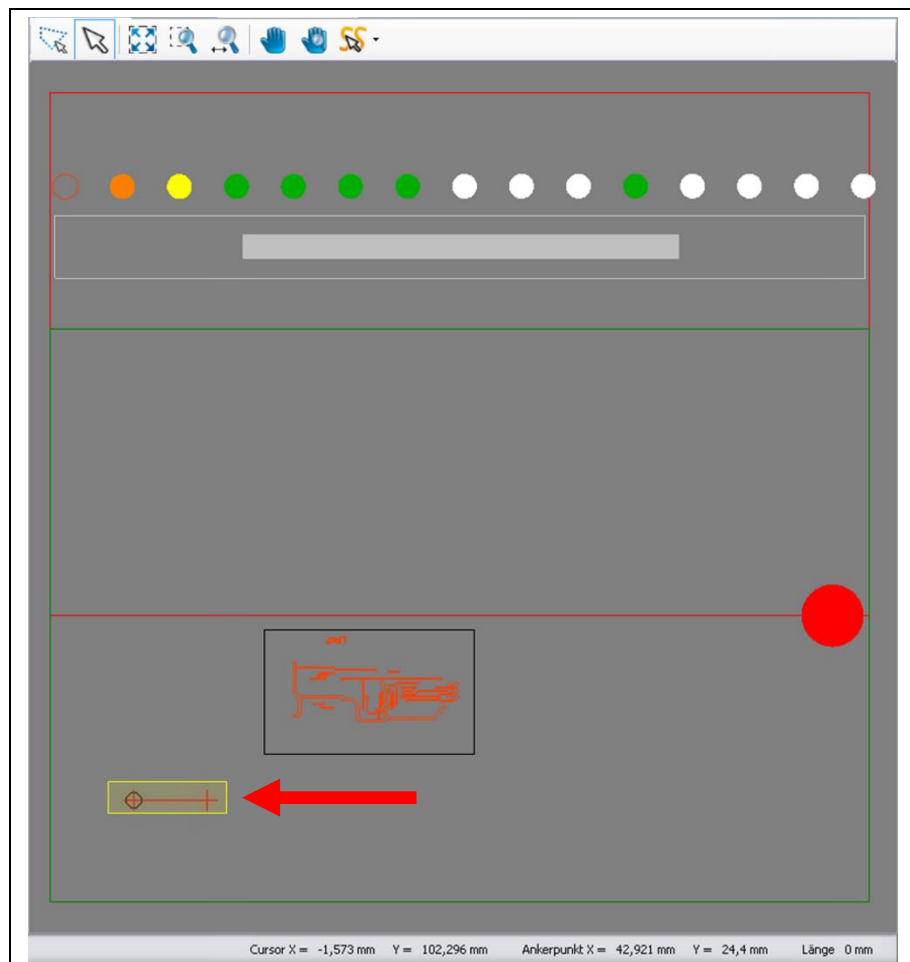 Cursor X = -1,573 mm Y = 102,296 mm Ankerpunkt X = 42,921 mm Y = 24,4 mm Länge 0 mm